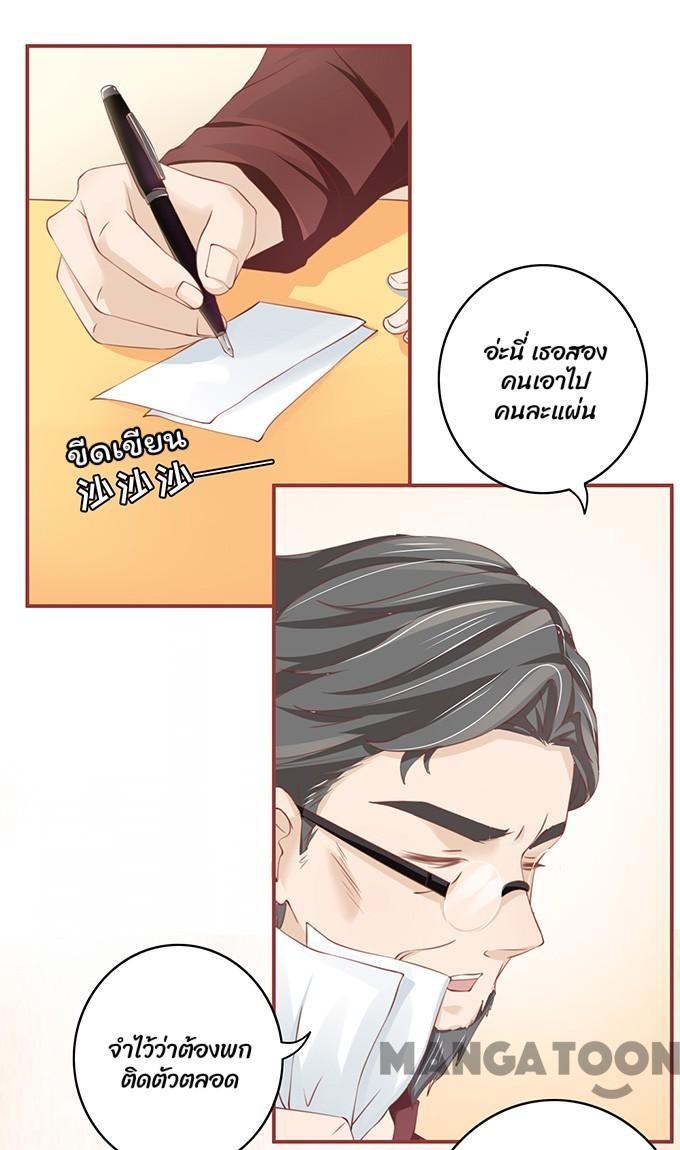 อ่ะนี่ เธอสอง
คนเอาไป
คนละแผ่น
ขีดเขียน
沙沙沙——
จำไว้ว่าต้องพก
ติดตัวตลอด
MANGATOON